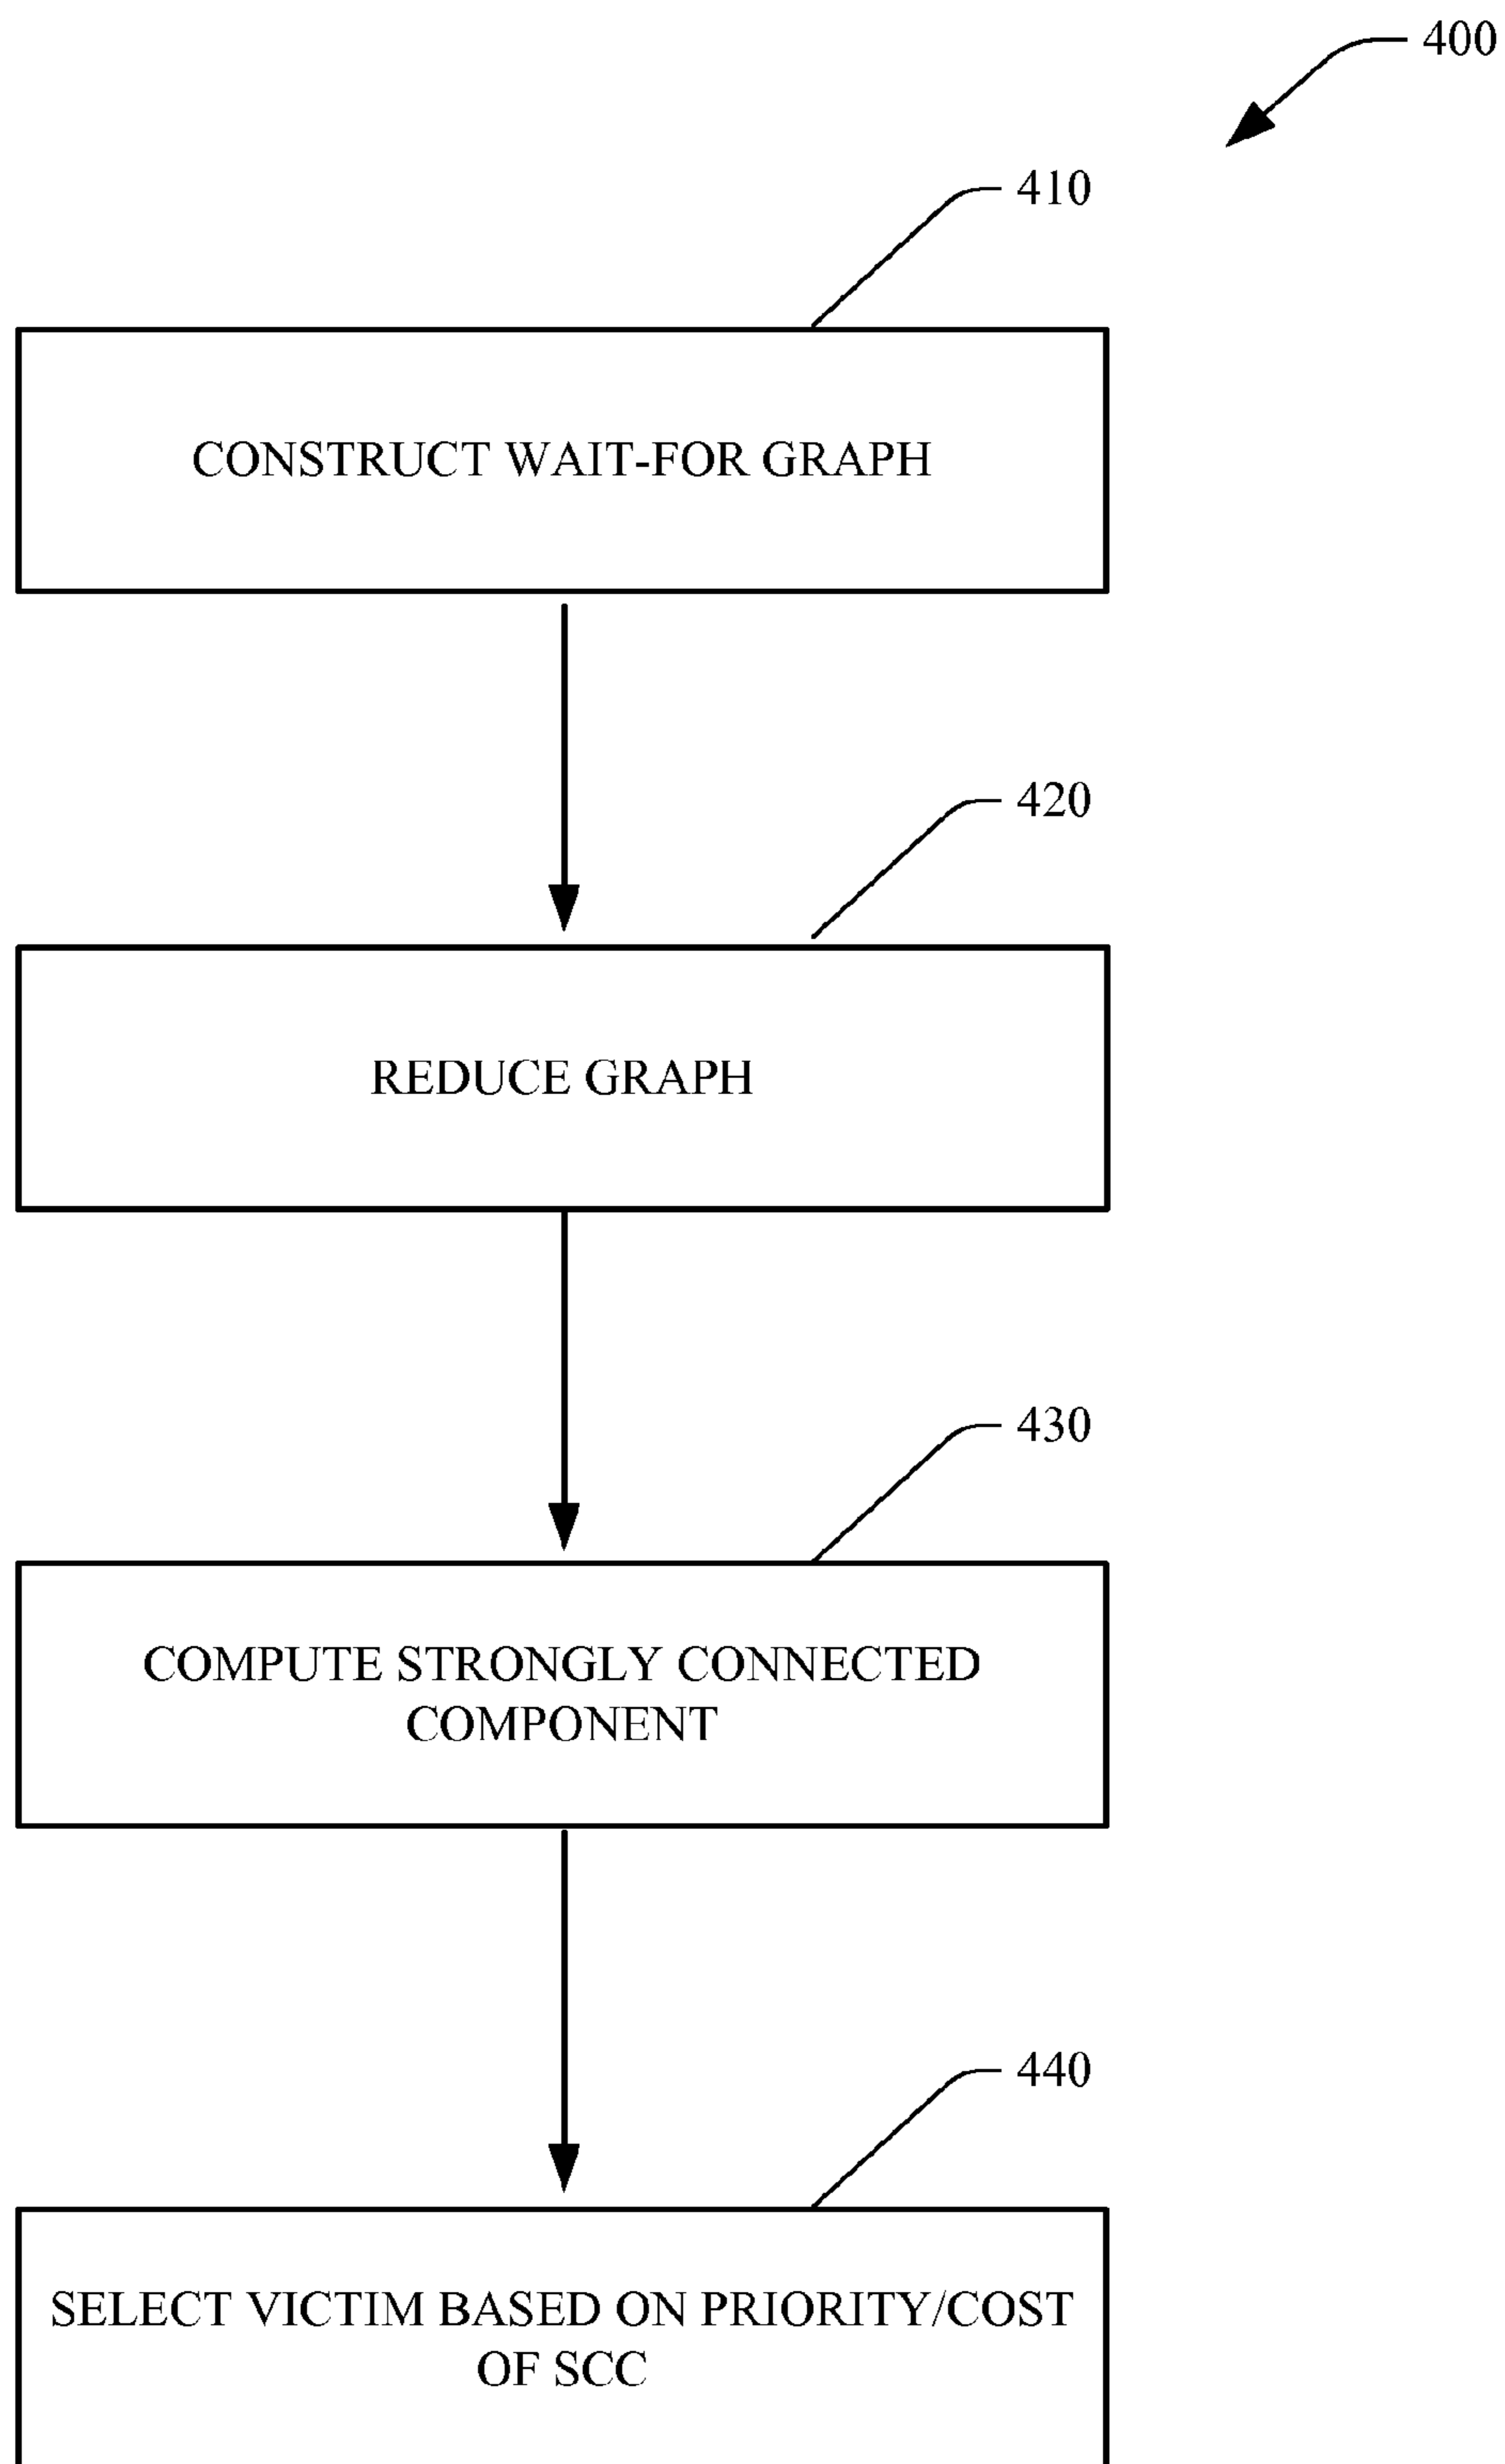 400
410
CONSTRUCT WAIT-FOR GRAPH
420
REDUCE GRAPH
430
COMPUTE STRONGLY CONNECTED
COMPONENT
440
SELECT VICTIM BASED ON PRIORITY/COST
OF SCC